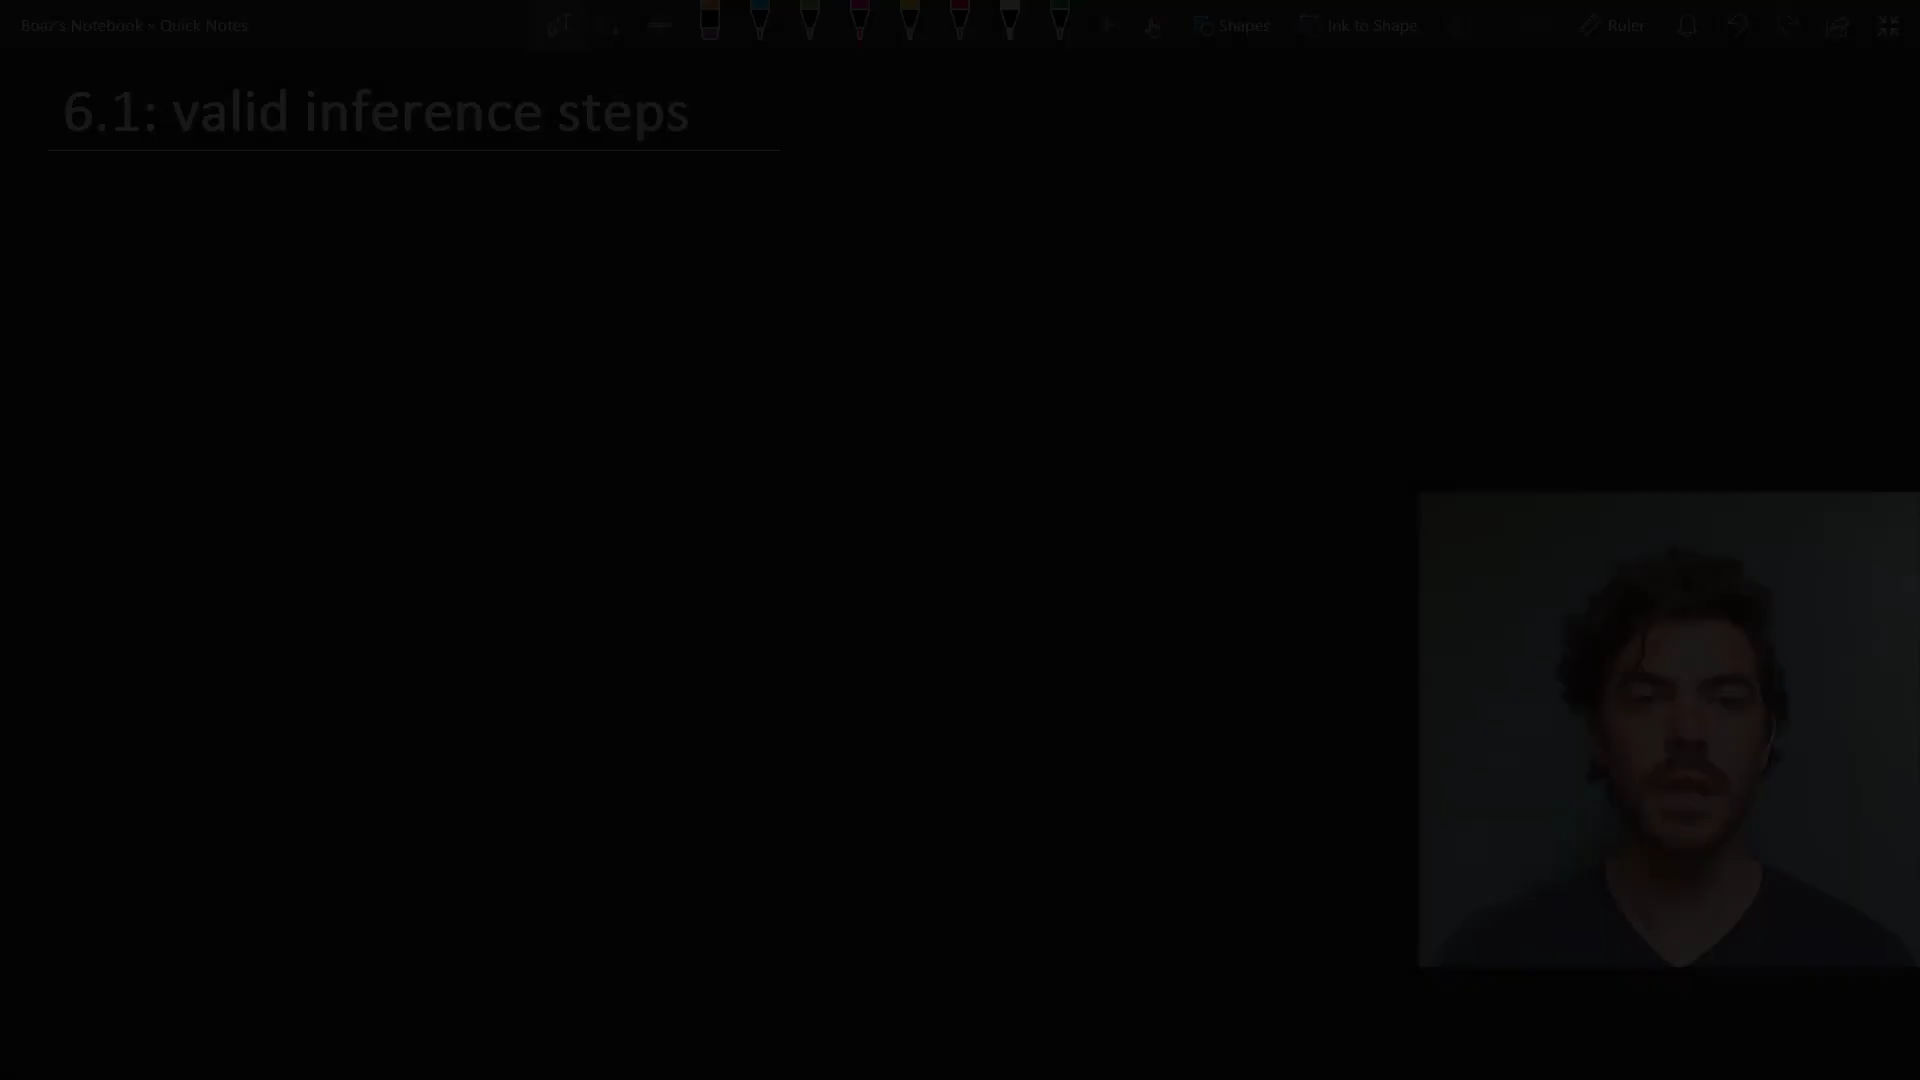 Boaz's Notebook » Quick Notes
Shapes
Ink to Shape
Ruler
6.1: valid inference steps